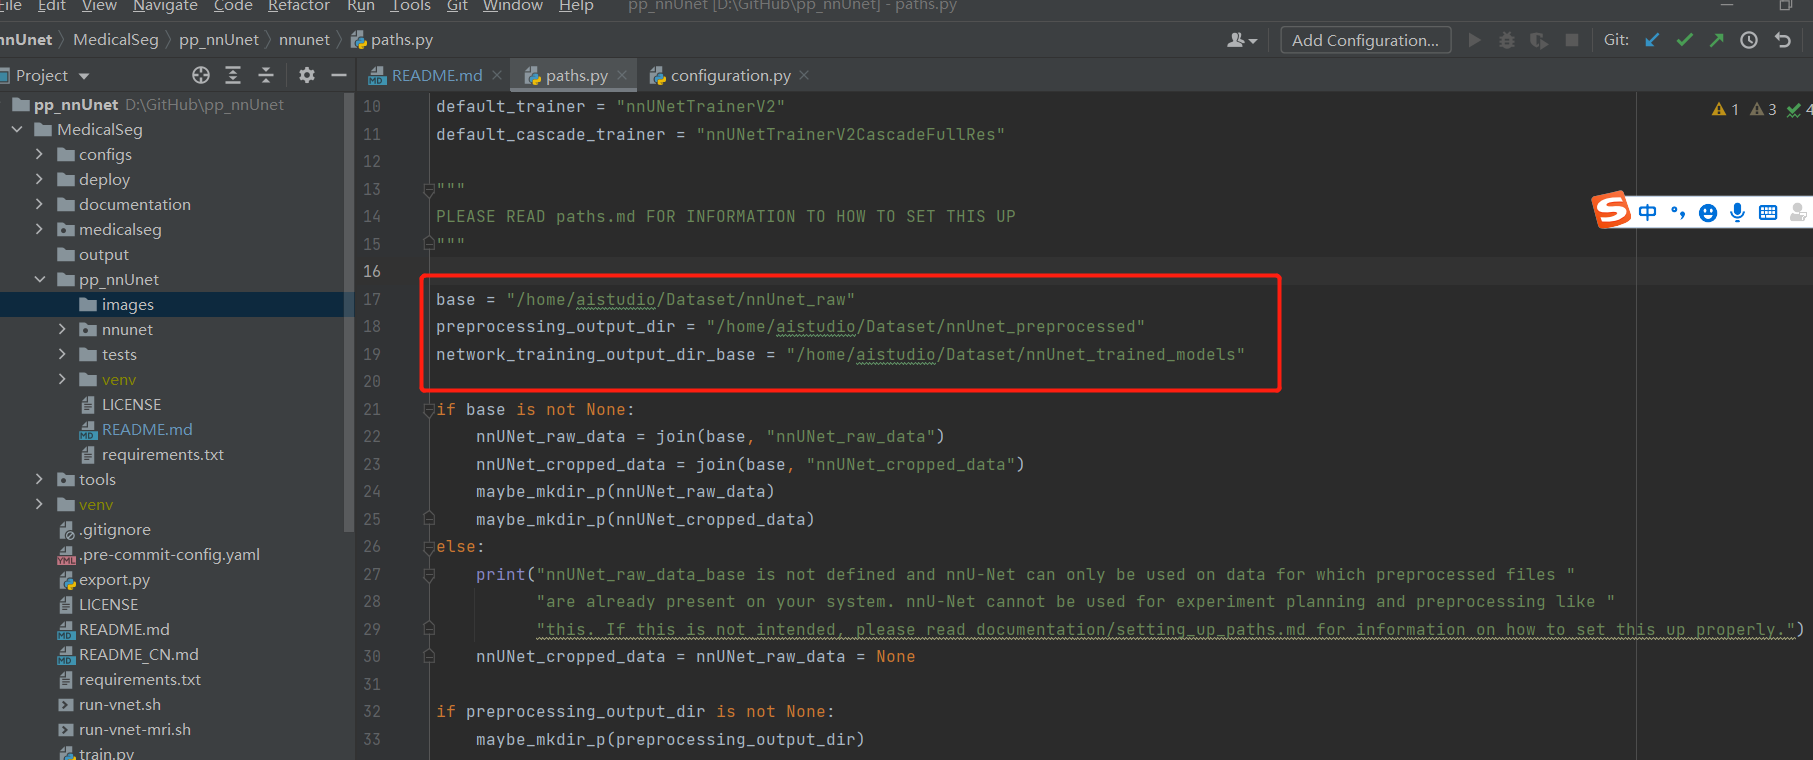 File Edit View Navigate Code Refactor Run Tools Git Window Help pp_nnUnet [D:\GitHub\pp_nnUnet] - paths.py
nnUnet MedicalSeg pp_nnUnet nnunet paths.py Add Configuration... Git:
Project README.md paths.py configuration.py
pp_nnUnet D:\GitHub\pp_nnUnet
MedicalSeg
configs
deploy
documentation
medicalseg
output
pp_nnUnet
images
nnunet
tests
venv
LICENSE
README.md
requirements.txt
tools
venv
.gitignore
.pre-commit-config.yaml
export.py
LICENSE
README.md
README_CN.md
requirements.txt
run-vnet.sh
run-vnet-mri.sh
train.py
10 default_trainer = "nnUNetTrainerV2"
11 default_cascade_trainer = "nnUNetTrainerV2CascadeFullRes"
12
13 """
14 PLEASE READ paths.md FOR INFORMATION TO HOW TO SET THIS UP
15 """
16
17 base = "/home/aistudio/Dataset/nnUnet_raw"
18 preprocessing_output_dir = "/home/aistudio/Dataset/nnUnet_preprocessed"
19 network_training_output_dir_base = "/home/aistudio/Dataset/nnUnet_trained_models"
20
21 if base is not None:
22 nnUNet_raw_data = join(base, "nnUNet_raw_data")
23 nnUNet_cropped_data = join(base, "nnUNet_cropped_data")
24 maybe_mkdir_p(nnUNet_raw_data)
25 maybe_mkdir_p(nnUNet_cropped_data)
26 else:
27 print("nnUNet_raw_data_base is not defined and nnU-Net can only be used on data for which preprocessed files "
28 "are already present on your system. nnU-Net cannot be used for experiment planning and preprocessing like "
29 "this. If this is not intended, please read documentation/setting_up_paths.md for information on how to set this up properly.")
30 nnUNet_cropped_data = nnUNet_raw_data = None
31
32 if preprocessing_output_dir is not None:
33 maybe_mkdir_p(preprocessing_output_dir)
1 3 4
S 中